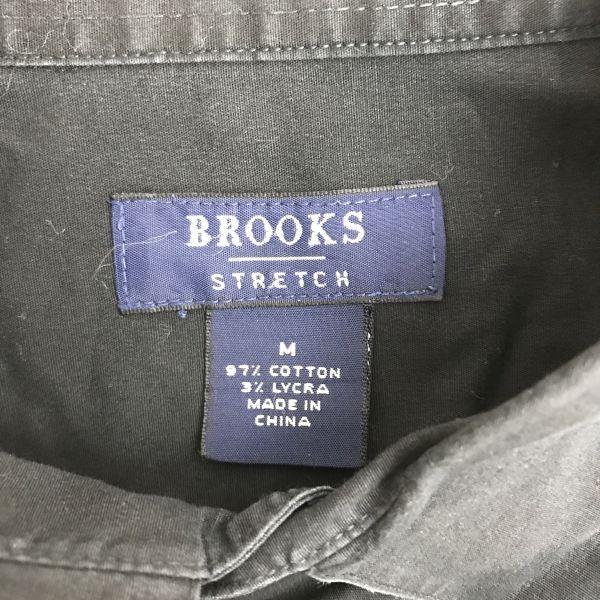 BROOKS
STRETCH
M
97% COTTON
3% LYCRA
MADE IN
CHINA